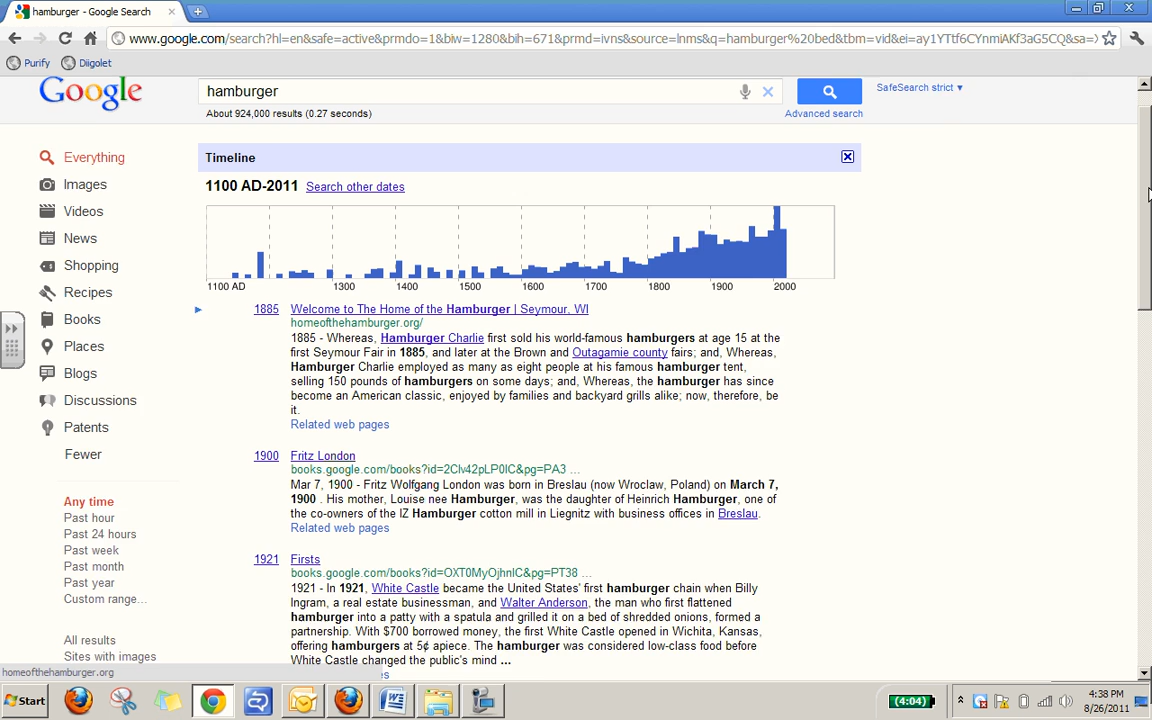 hamburger - Google Search
www.google.com/search?hl=en&safe=active&prmdo=1&biw=1280&bih=671&prmd=ivns&source=lnms&q=hamburger%20bed&tbm=vid&ei=ay1YTtf6CYnmiAKf3aG5CQ&sa=X
Purify
Diigolet
Google
hamburger
SafeSearch strict ▼
About 924,000 results (0.27 seconds)
Advanced search
Everything
Images
Videos
News
Shopping
Recipes
Books
Places
Blogs
Discussions
Patents
Fewer
Any time
Past hour
Past 24 hours
Past week
Past month
Past year
Custom range...
All results
Sites with images
Timeline
1100 AD-2011 Search other dates
1100 AD 1300 1400 1500 1600 1700 1800 1900 2000
1885 Welcome to The Home of the Hamburger | Seymour, WI
homeofthehamburger.org/
1885 - Whereas, Hamburger Charlie first sold his world-famous hamburgers at age 15 at the
first Seymour Fair in 1885, and later at the Brown and Outagamie county fairs; and, Whereas,
Hamburger Charlie employed as many as eight people at his famous hamburger tent,
selling 150 pounds of hamburgers on some days; and, Whereas, the hamburger has since
become an American classic, enjoyed by families and backyard grills alike; now, therefore, be
it.
Related web pages
1900 Fritz London
books.google.com/books?id=2Clv42pLP0IC&pg=PA3 ...
Mar 7, 1900 - Fritz Wolfgang London was born in Breslau (now Wroclaw, Poland) on March 7,
1900 . His mother, Louise nee Hamburger, was the daughter of Heinrich Hamburger, one of
the co-owners of the IZ Hamburger cotton mill in Liegnitz with business offices in Breslau.
Related web pages
1921 Firsts
books.google.com/books?id=OXT0MyOjhnIC&pg=PT38 ...
1921 - In 1921, White Castle became the United States' first hamburger chain when Billy
Ingram, a real estate businessman, and Walter Anderson, the man who first flattened
hamburger into a patty with a spatula and grilled it on a bed of shredded onions, formed a
partnership. With $700 borrowed money, the first White Castle opened in Wichita, Kansas,
offering hamburgers at 5¢ apiece. The hamburger was considered low-class food before
White Castle changed the public's mind ...
homeofthehamburger.org
Start
(4:04)
4:38 PM
8/26/2011